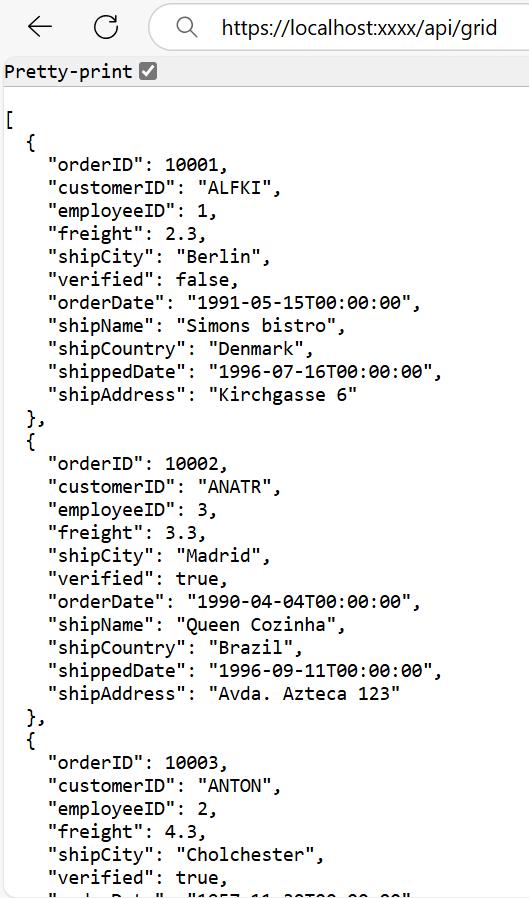 https://localhost:xxxx/api/grid
Pretty-print
[
  {
    "orderID": 10001,
    "customerID": "ALFKI",
    "employeeID": 1,
    "freight": 2.3,
    "shipCity": "Berlin",
    "verified": false,
    "orderDate": "1991-05-15T00:00:00",
    "shipName": "Simons bistro",
    "shipCountry": "Denmark",
    "shippedDate": "1996-07-16T00:00:00",
    "shipAddress": "Kirchgasse 6"
  },
  {
    "orderID": 10002,
    "customerID": "ANATR",
    "employeeID": 3,
    "freight": 3.3,
    "shipCity": "Madrid",
    "verified": true,
    "orderDate": "1990-04-04T00:00:00",
    "shipName": "Queen Cozinha",
    "shipCountry": "Brazil",
    "shippedDate": "1996-09-11T00:00:00",
    "shipAddress": "Avda. Azteca 123"
  },
  {
    "orderID": 10003,
    "customerID": "ANTON",
    "employeeID": 2,
    "freight": 4.3,
    "shipCity": "Cholchester",
    "verified": true,